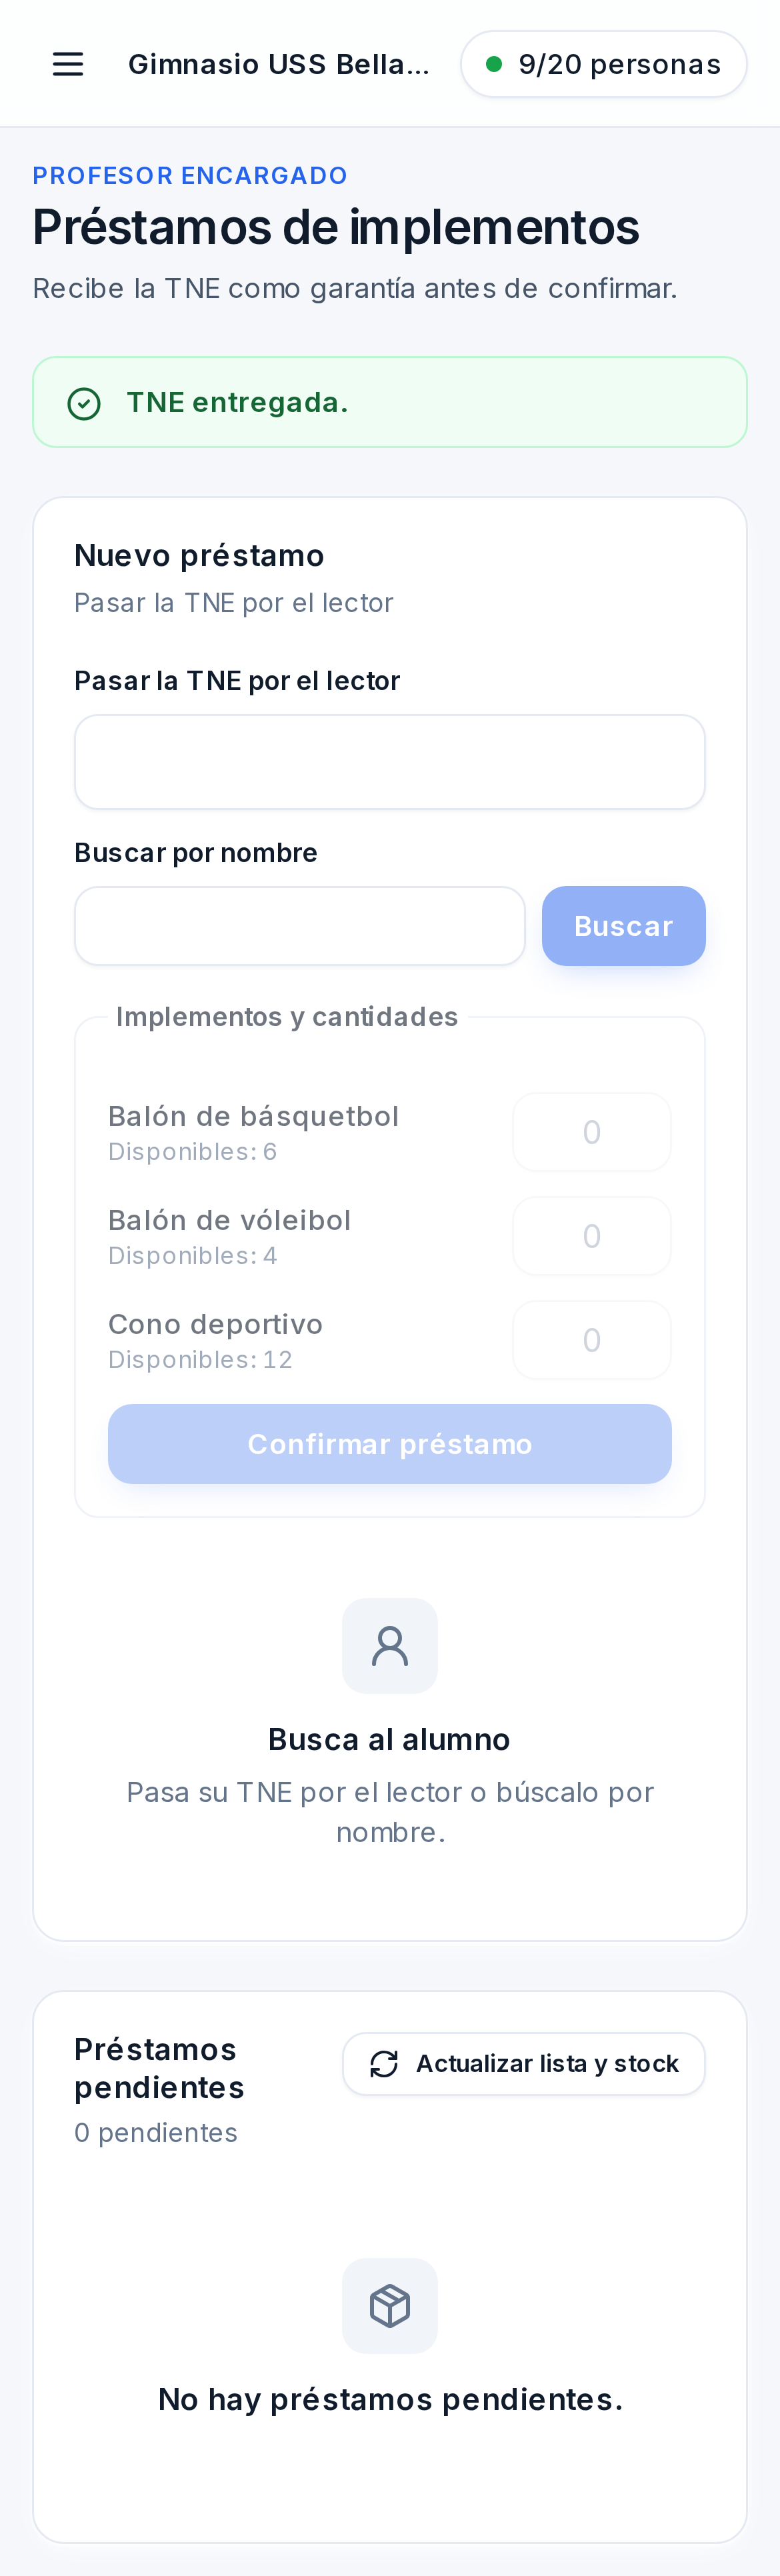 Gimnasio USS Bella...
9/20 personas
PROFESOR ENCARGADO
Préstamos de implementos
Recibe la TNE como garantía antes de confirmar.
TNE entregada.
Nuevo préstamo
Pasar la TNE por el lector
Pasar la TNE por el lector
Buscar por nombre
Buscar
Implementos y cantidades
Balón de básquetbol
Disponibles: 6
0
Balón de vóleibol
Disponibles: 4
0
Cono deportivo
Disponibles: 12
0
Confirmar préstamo
Busca al alumno
Pasa su TNE por el lector o búscalo por
nombre.
Préstamos
pendientes
Actualizar lista y stock
0 pendientes
No hay préstamos pendientes.